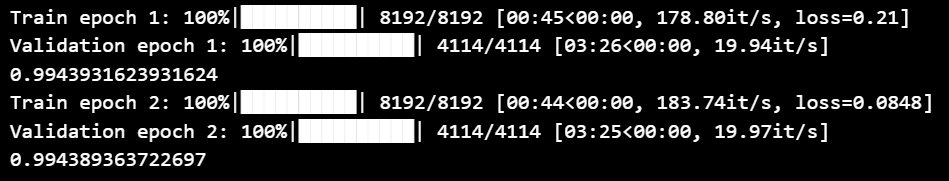 Train epoch 1: 100%|██████████| 8192/8192 [00:45<00:00, 178.80it/s, loss=0.21]
Validation epoch 1: 100%|██████████| 4114/4114 [03:26<00:00, 19.94it/s]
0.9943931623931624
Train epoch 2: 100%|██████████| 8192/8192 [00:44<00:00, 183.74it/s, loss=0.0848]
Validation epoch 2: 100%|██████████| 4114/4114 [03:25<00:00, 19.97it/s]
0.994389363722697